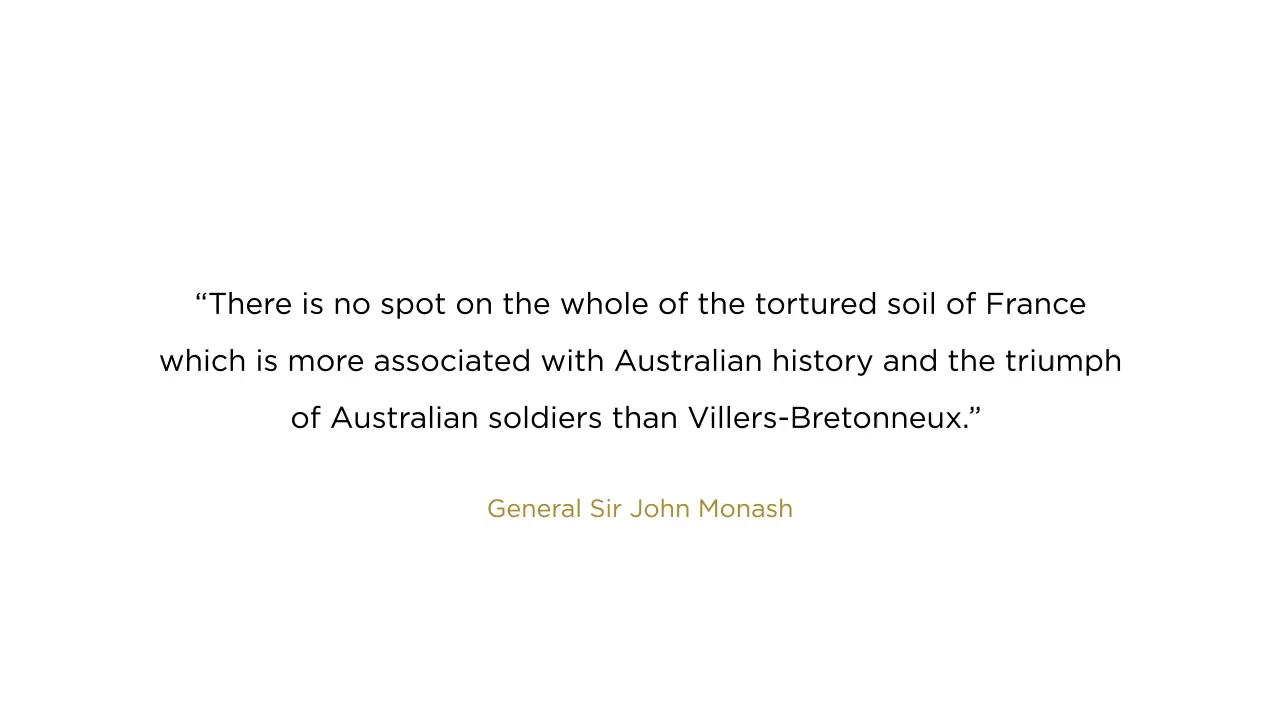 “There is no spot on the whole of the tortured soil of France
which is more associated with Australian history and the triumph
of Australian soldiers than Villers-Bretonneux.”
General Sir John Monash